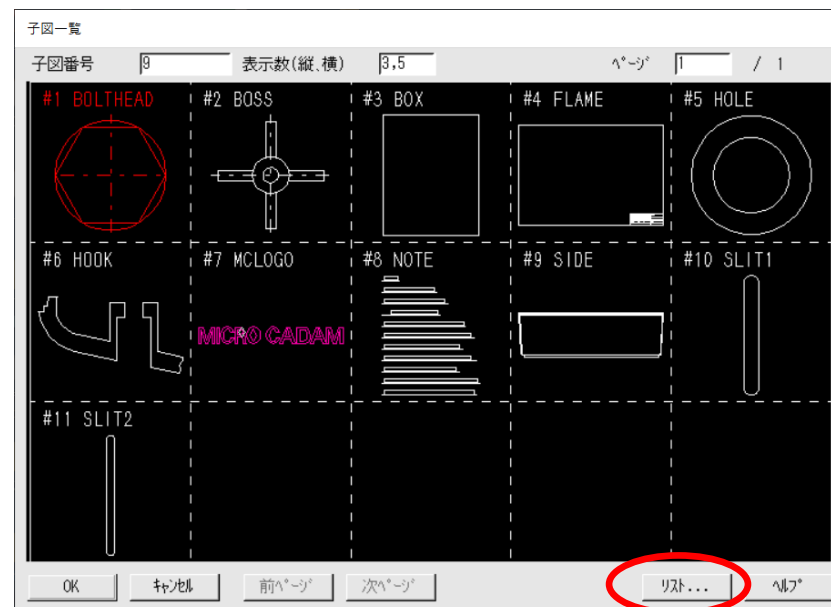 子図一覧
子図番号 9 表示数(縦、横) 3,5 ﾍﾟｰｼﾞ 1 / 1
#1 BOLTHEAD #2 BOSS #3 BOX #4 FLAME #5 HOLE
#6 HOOK #7 MCLOGO #8 NOTE #9 SIDE #10 SLIT1
MICRO CADAM
#11 SLIT2
OK ｷｬﾝｾﾙ 前ﾍﾟｰｼﾞ 次ﾍﾟｰｼﾞ ﾘｽﾄ... ﾍﾙﾌﾟ